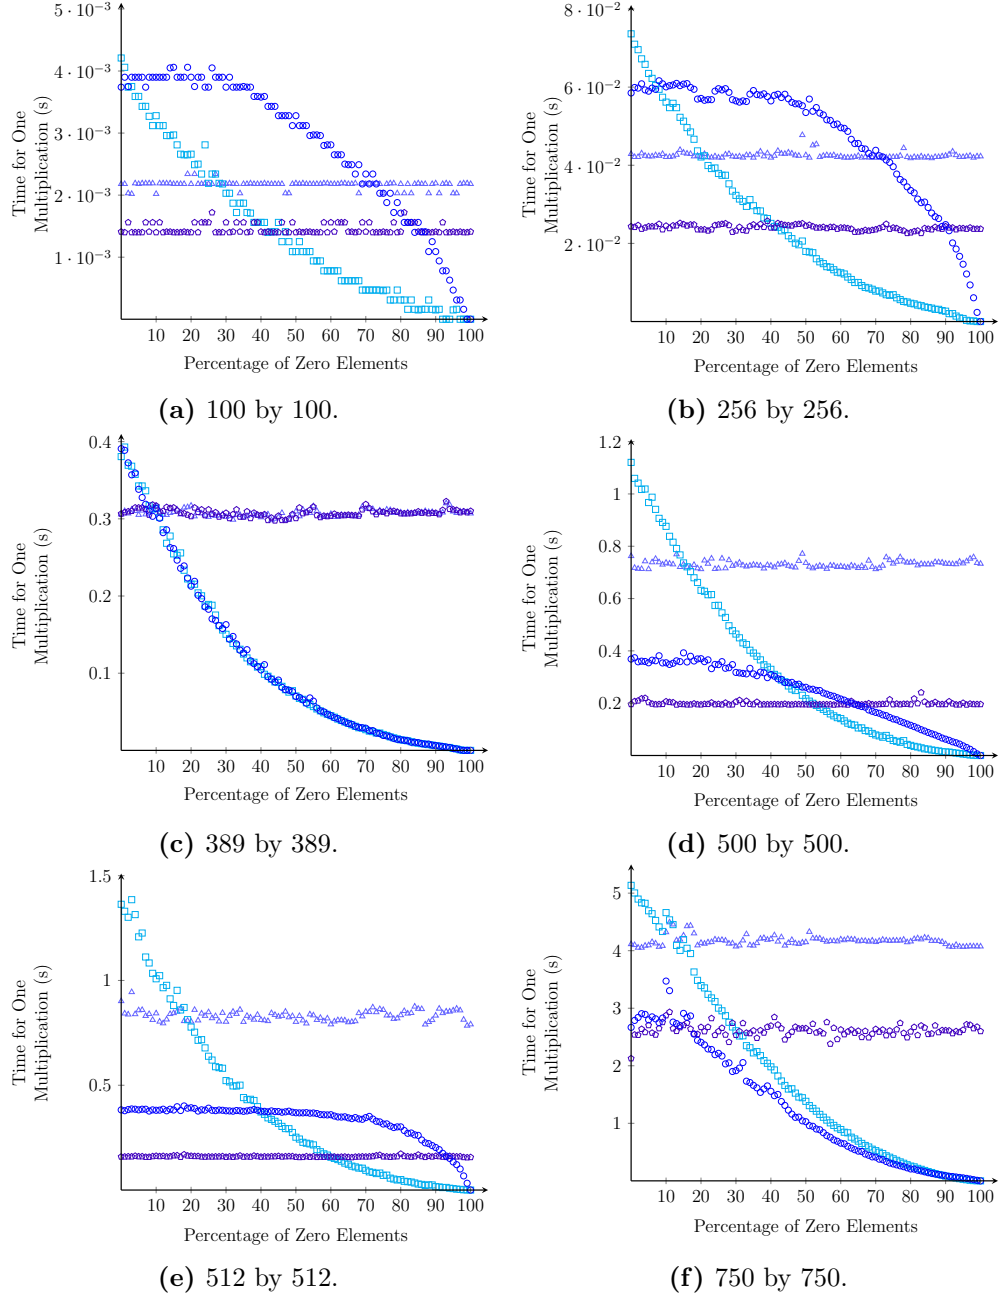 5 · 10⁻³
4 · 10⁻³
3 · 10⁻³
2 · 10⁻³
1 · 10⁻³
Time for One
Multiplication (s)
10 20 30 40 50 60 70 80 90 100
Percentage of Zero Elements
(a) 100 by 100.
8 · 10⁻²
6 · 10⁻²
4 · 10⁻²
2 · 10⁻²
Time for One
Multiplication (s)
10 20 30 40 50 60 70 80 90 100
Percentage of Zero Elements
(b) 256 by 256.
0.4
0.3
0.2
0.1
Time for One
Multiplication (s)
10 20 30 40 50 60 70 80 90 100
Percentage of Zero Elements
(c) 389 by 389.
1.2
1
0.8
0.6
0.4
0.2
Time for One
Multiplication (s)
10 20 30 40 50 60 70 80 90 100
Percentage of Zero Elements
(d) 500 by 500.
1.5
1
0.5
Time for One
Multiplication (s)
10 20 30 40 50 60 70 80 90 100
Percentage of Zero Elements
(e) 512 by 512.
5
4
3
2
1
Time for One
Multiplication (s)
10 20 30 40 50 60 70 80 90 100
Percentage of Zero Elements
(f) 750 by 750.